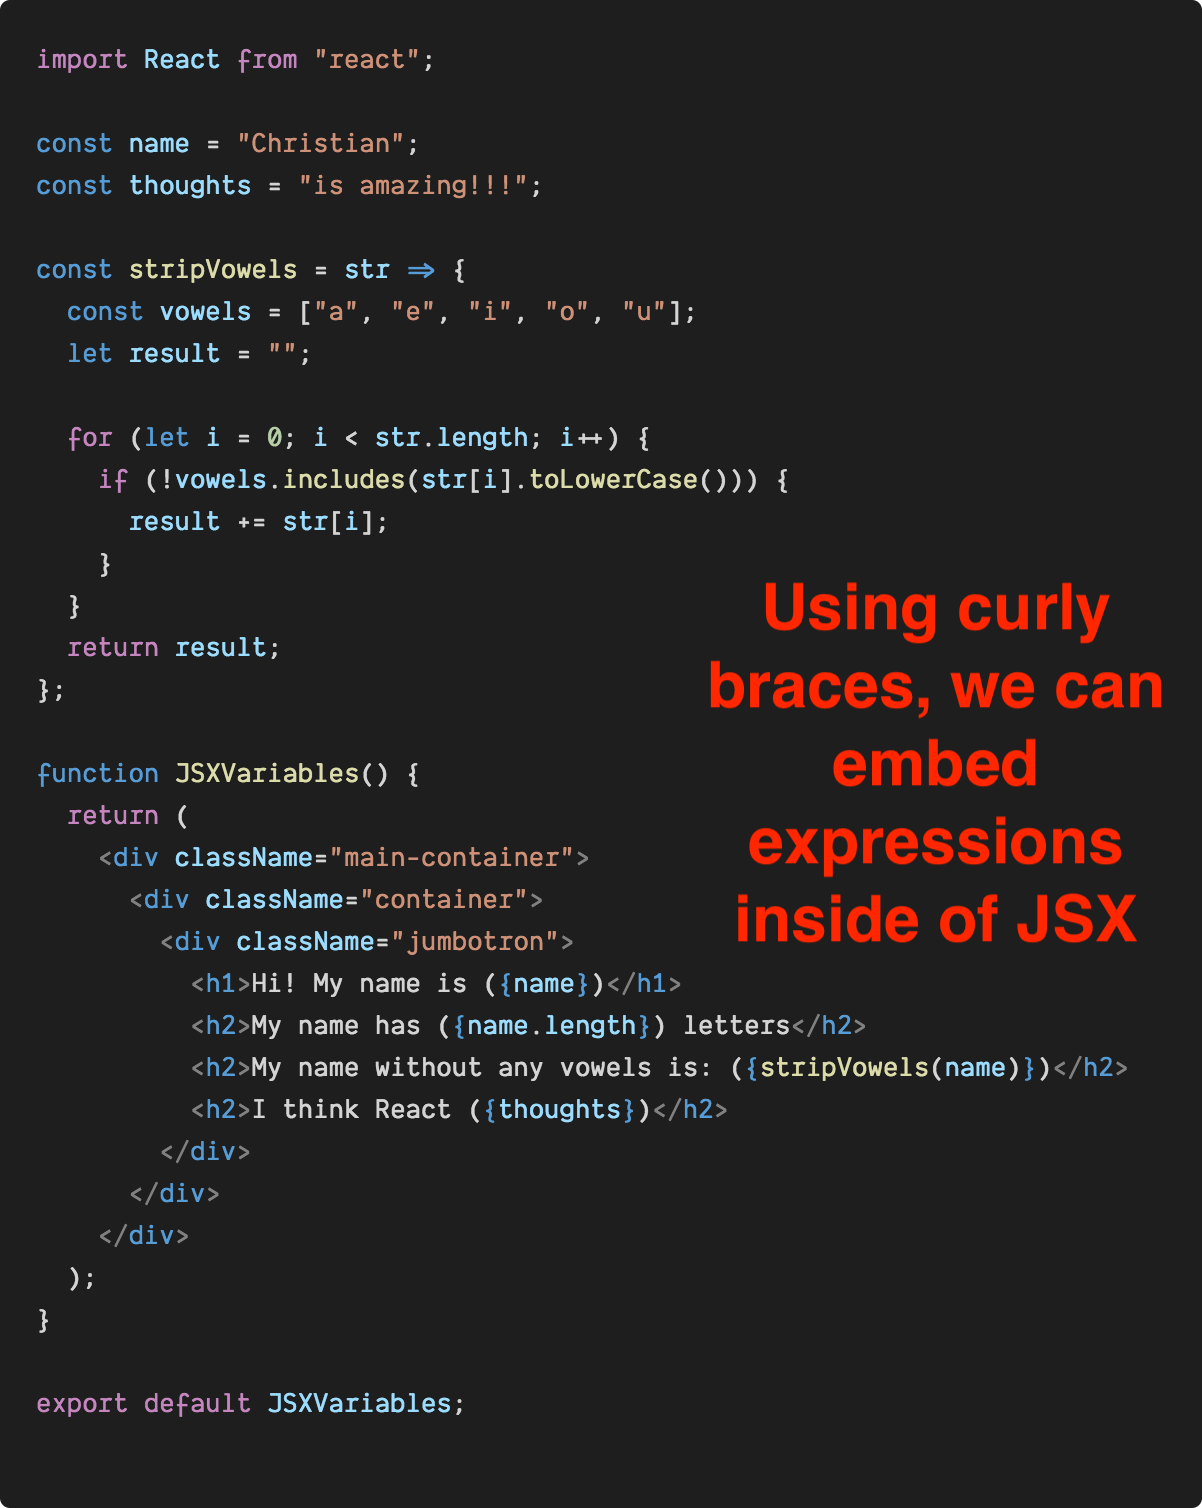 import React from "react";

const name = "Christian";
const thoughts = "is amazing!!!";

const stripVowels = str => {
  const vowels = ["a", "e", "i", "o", "u"];
  let result = "";

  for (let i = 0; i < str.length; i++) {
    if (!vowels.includes(str[i].toLowerCase())) {
      result += str[i];
    }
  }
  return result;
};

function JSXVariables() {
  return (
    <div className="main-container">
      <div className="container">
        <div className="jumbotron">
          <h1>Hi! My name is ({name})</h1>
          <h2>My name has ({name.length}) letters</h2>
          <h2>My name without any vowels is: ({stripVowels(name)})</h2>
          <h2>I think React ({thoughts})</h2>
        </div>
      </div>
    </div>
  );
}

export default JSXVariables;

Using curly
braces, we can
embed
expressions
inside of JSX